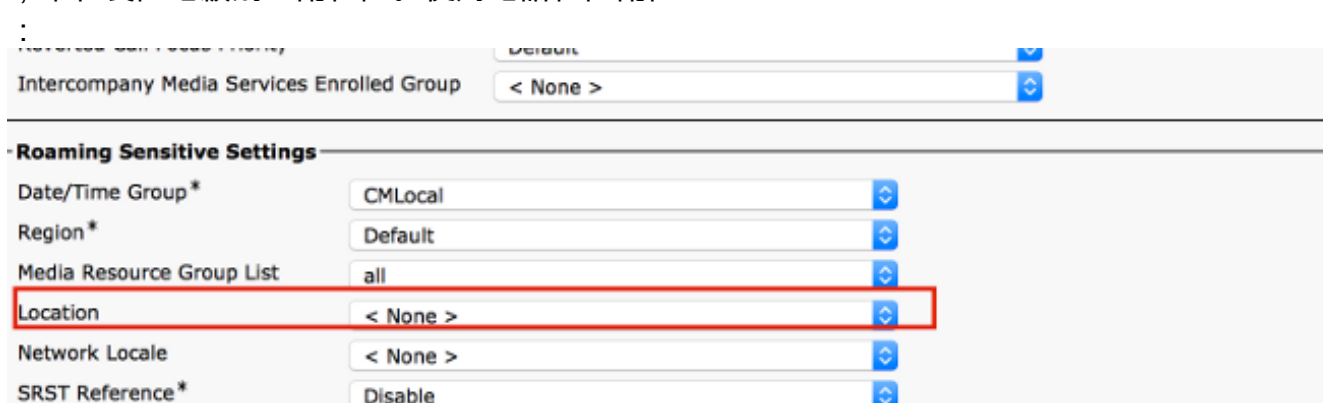 :
Default
Intercompany Media Services Enrolled Group < None >
Roaming Sensitive Settings
Date/Time Group* CMLocal
Region* Default
Media Resource Group List all
Location < None >
Network Locale < None >
SRST Reference* Disable